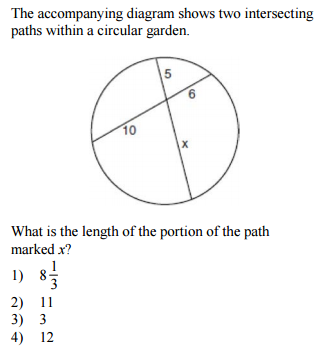 The accompanying diagram shows two intersecting
paths within a circular garden.
5
6
10
x
What is the length of the portion of the path
marked x?
1) 8 1/3
2) 11
3) 3
4) 12